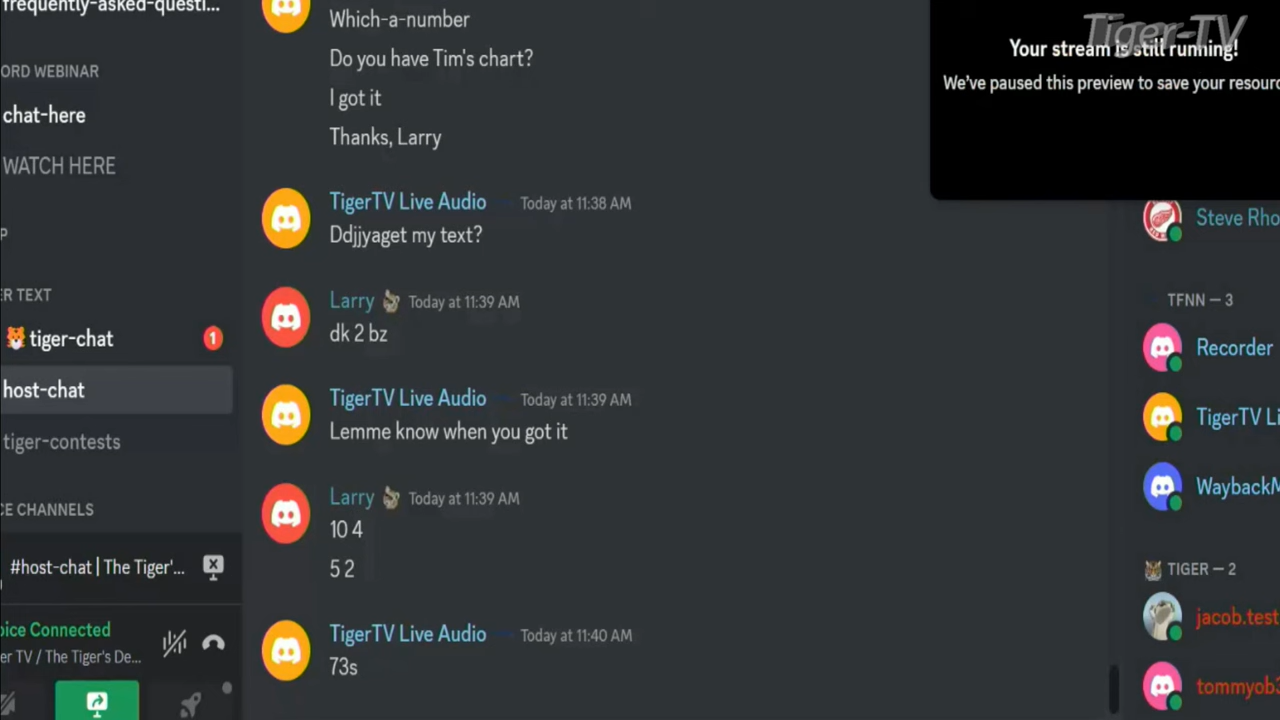 frequently-asked-questi...
ORD WEBINAR
chat-here
WATCH HERE
P
ER TEXT
tiger-chat
1
host-chat
tiger-contests
CE CHANNELS
#host-chat | The Tiger'...
oice Connected
er TV / The Tiger's De...
Which-a-number
Do you have Tim's chart?
I got it
Thanks, Larry
TigerTV Live Audio Today at 11:38 AM
Ddjjyaget my text?
Larry Today at 11:39 AM
dk 2 bz
TigerTV Live Audio Today at 11:39 AM
Lemme know when you got it
Larry Today at 11:39 AM
10 4
5 2
TigerTV Live Audio Today at 11:40 AM
73s
Tiger-TV
Your stream is still running!
We've paused this preview to save your resourc
Steve Rho
TFNN — 3
Recorder
TigerTV Li
WaybackM
TIGER — 2
jacob.test
tommyob3